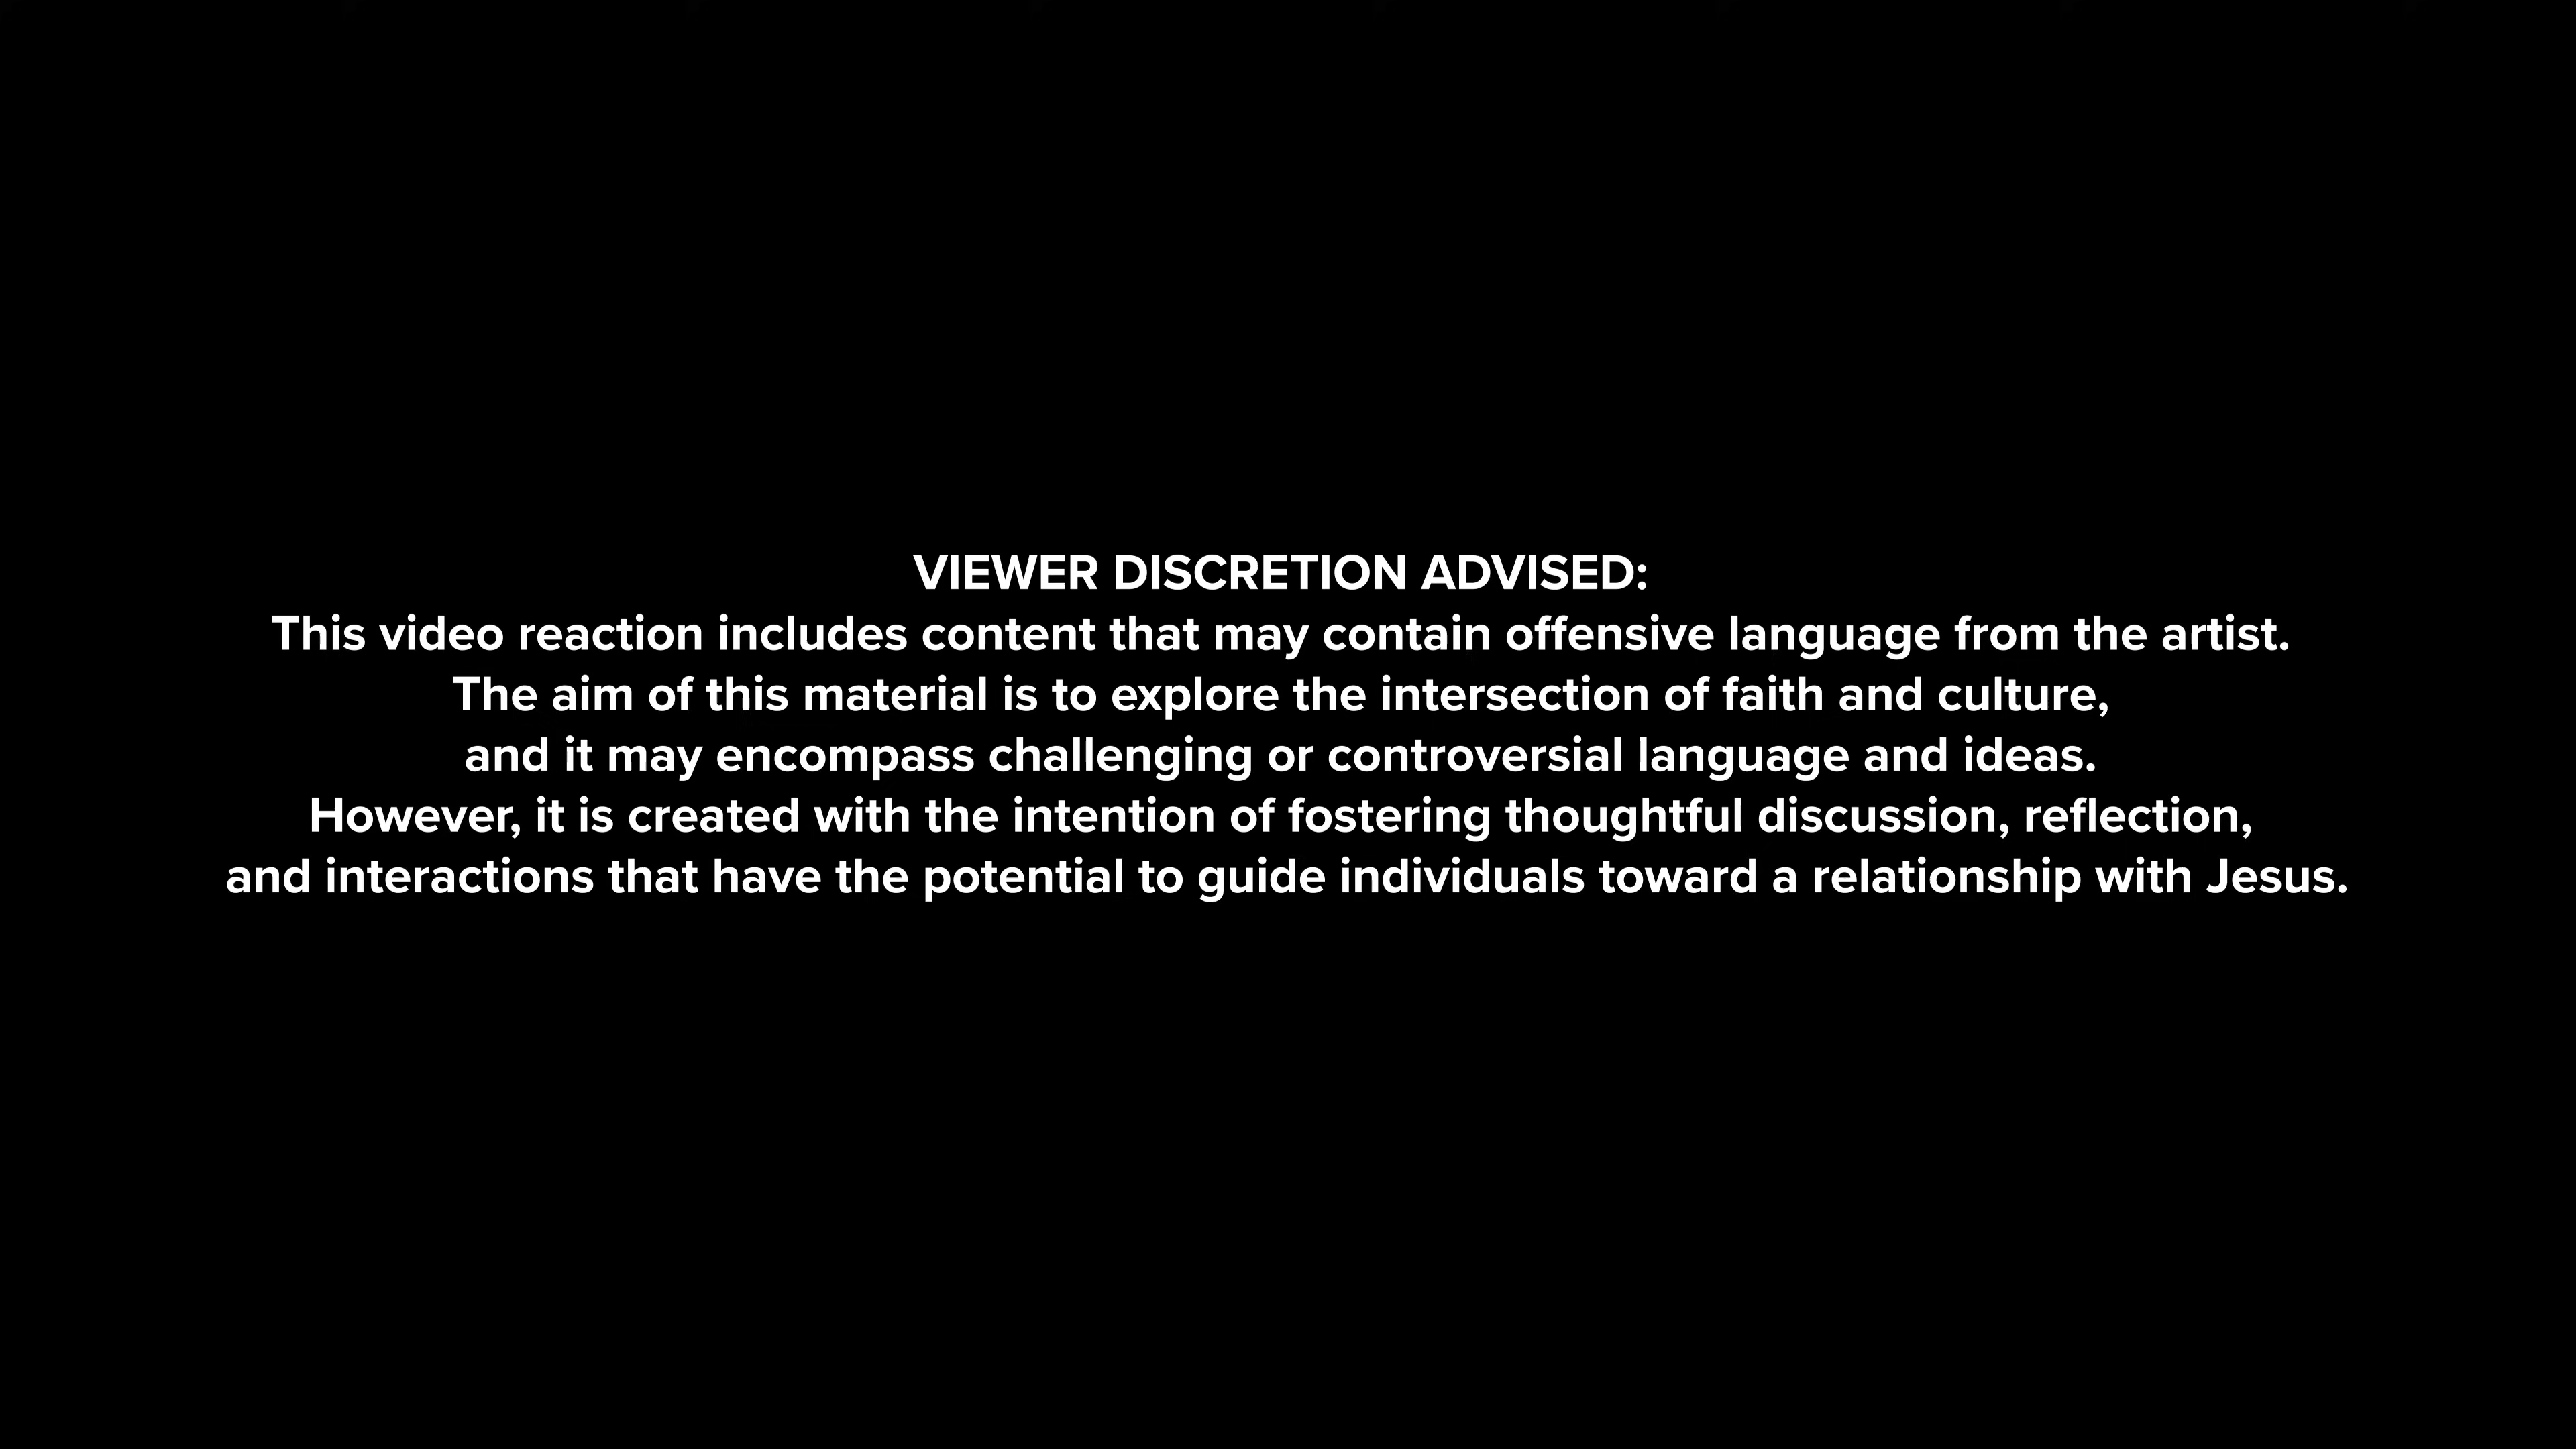 VIEWER DISCRETION ADVISED:
This video reaction includes content that may contain offensive language from the artist.
The aim of this material is to explore the intersection of faith and culture,
and it may encompass challenging or controversial language and ideas.
However, it is created with the intention of fostering thoughtful discussion, reflection,
and interactions that have the potential to guide individuals toward a relationship with Jesus.